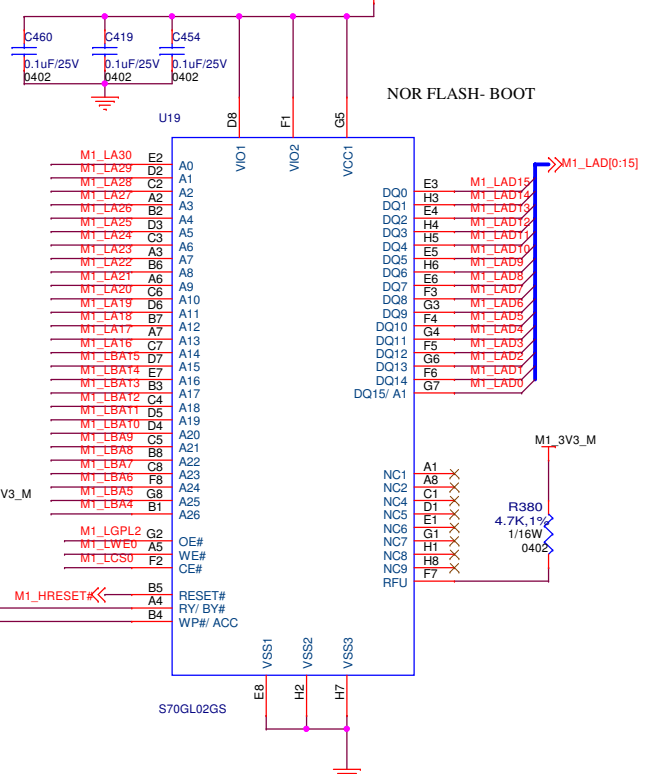 C460
C419
C454
0.1uF/25V
0.1uF/25V
0.1uF/25V
0402
0402
0402
NOR FLASH- BOOT
U19
D8
F1
G5
VIO1
VIO2
VCC1
M1_LAD[0:15]
M1_LA30 E2 A0
M1_LA29 D2 A1
M1_LA28 C2 A2
M1_LA27 A2 A3
M1_LA26 B2 A4
M1_LA25 D3 A5
M1_LA24 C3 A6
M1_LA23 A3 A7
M1_LA22 B6 A8
M1_LA21 A6 A9
M1_LA20 C6 A10
M1_LA19 D6 A11
M1_LA18 B7 A12
M1_LA17 A7 A13
M1_LA16 C7 A14
M1_LBA15 D7 A15
M1_LBA14 E7 A16
M1_LBA13 B3 A17
M1_LBA12 C4 A18
M1_LBA11 D5 A19
M1_LBA10 D4 A20
M1_LBA9 C5 A21
M1_LBA8 B8 A22
M1_LBA7 C8 A23
M1_LBA6 F8 A24
M1_LBA5 G8 A25
M1_LBA4 B1 A26
V3_M
M1_LGPL2 G2 OE#
M1_LWE0 A5 WE#
M1_LCS0 F2 CE#
M1_HRESET# B5 RESET#
A4 RY/ BY#
B4 WP#/ ACC
DQ0 E3 M1_LAD15
DQ1 H3 M1_LAD14
DQ2 E4 M1_LAD13
DQ3 H4 M1_LAD12
DQ4 H5 M1_LAD11
DQ5 E5 M1_LAD10
DQ6 H6 M1_LAD9
DQ7 E6 M1_LAD8
DQ8 F3 M1_LAD7
DQ9 G3 M1_LAD6
DQ10 F4 M1_LAD5
DQ11 G4 M1_LAD4
DQ12 F5 M1_LAD3
DQ13 G6 M1_LAD2
DQ14 F6 M1_LAD1
DQ15/ A1 G7 M1_LAD0
M1_3V3_M
NC1 A1
NC2 A8
NC4 C1
NC5 D1
NC6 E1
NC7 G1
NC8 H1
NC9 H8
RFU F7
R380
4.7K,1%
1/16W
0402
VSS1
VSS2
VSS3
E8
H2
H7
S70GL02GS